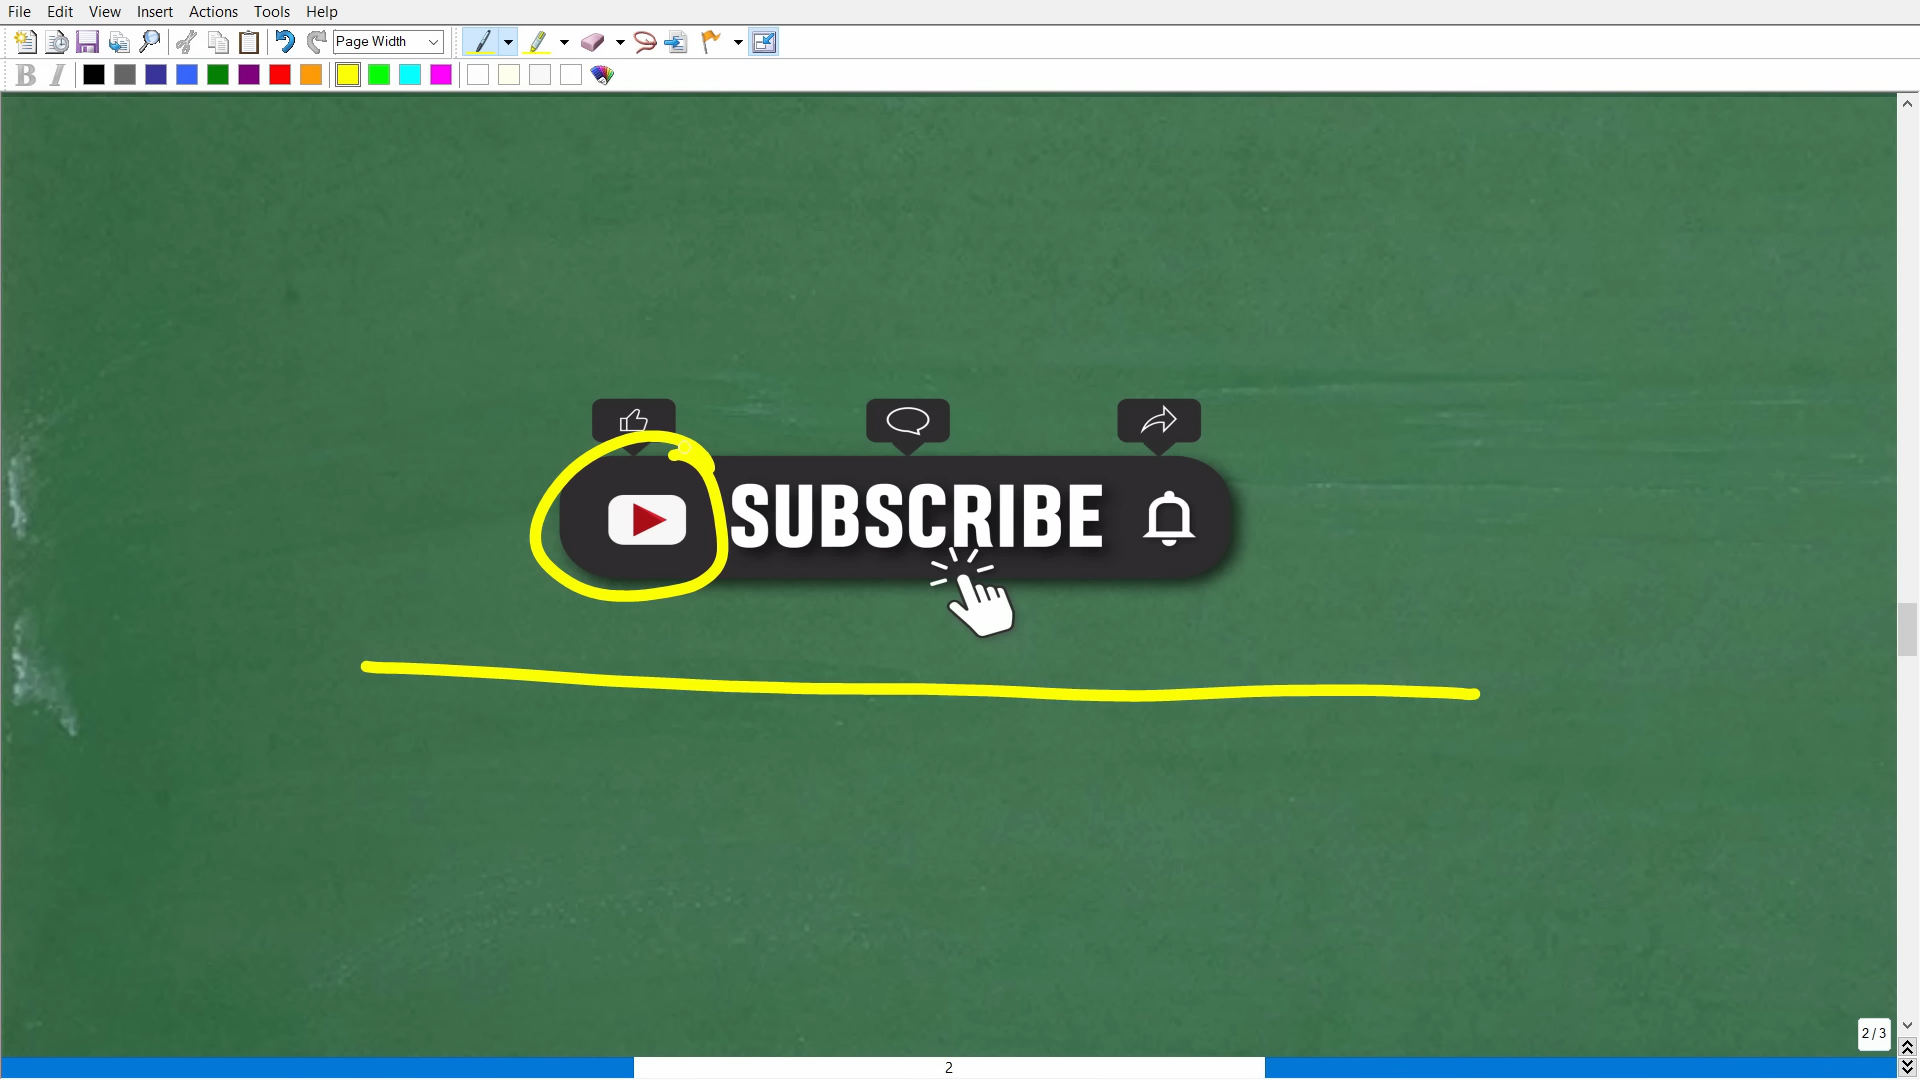 File Edit View Insert Actions Tools Help
Page Width
B I
SUBSCRIBE
2 / 3
2